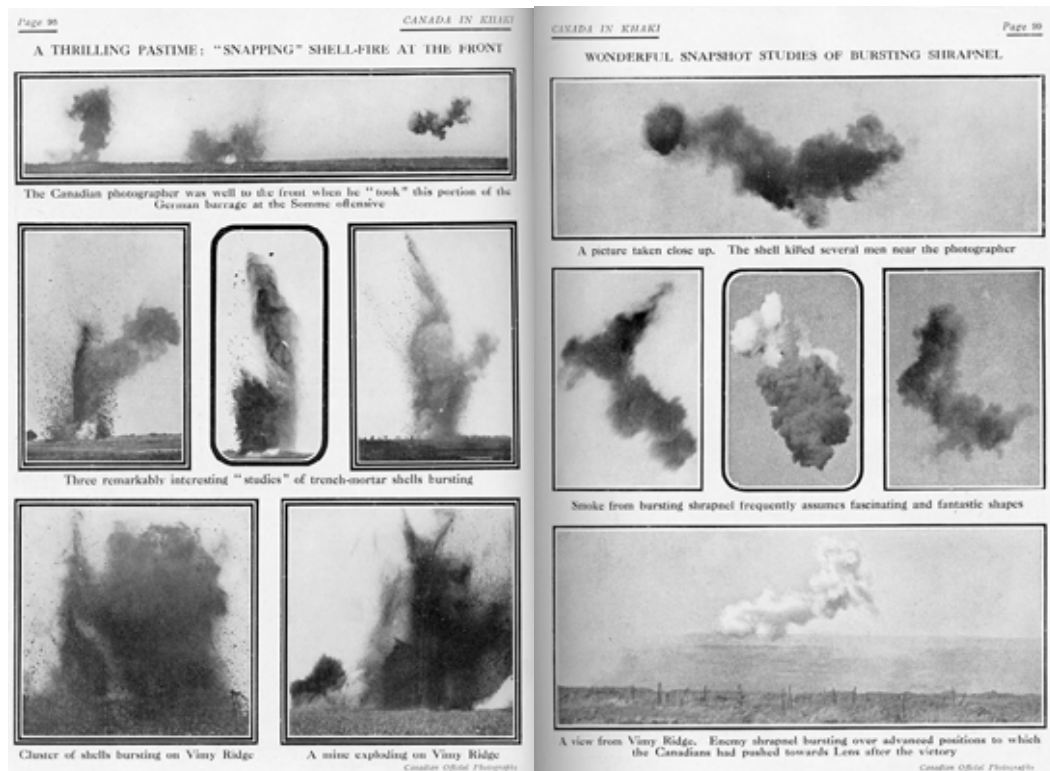 Page 98
CANADA IN KHAKI
A THRILLING PASTIME: "SNAPPING" SHELL-FIRE AT THE FRONT
The Canadian photographer was well to the front when he "took" this portion of the
German barrage at the Somme offensive
Three remarkably interesting "studies" of trench-mortar shells bursting
Cluster of shells bursting on Vimy Ridge
A mine exploding on Vimy Ridge
Canadian Official Photographs
CANADA IN KHAKI
Page 99
WONDERFUL SNAPSHOT STUDIES OF BURSTING SHRAPNEL
A picture taken close up. The shell killed several men near the photographer
Smoke from bursting shrapnel frequently assumes fascinating and fantastic shapes
A view from Vimy Ridge. Enemy shrapnel bursting over advanced positions to which
the Canadians had pushed towards Lens after the victory
Canadian Official Photographs